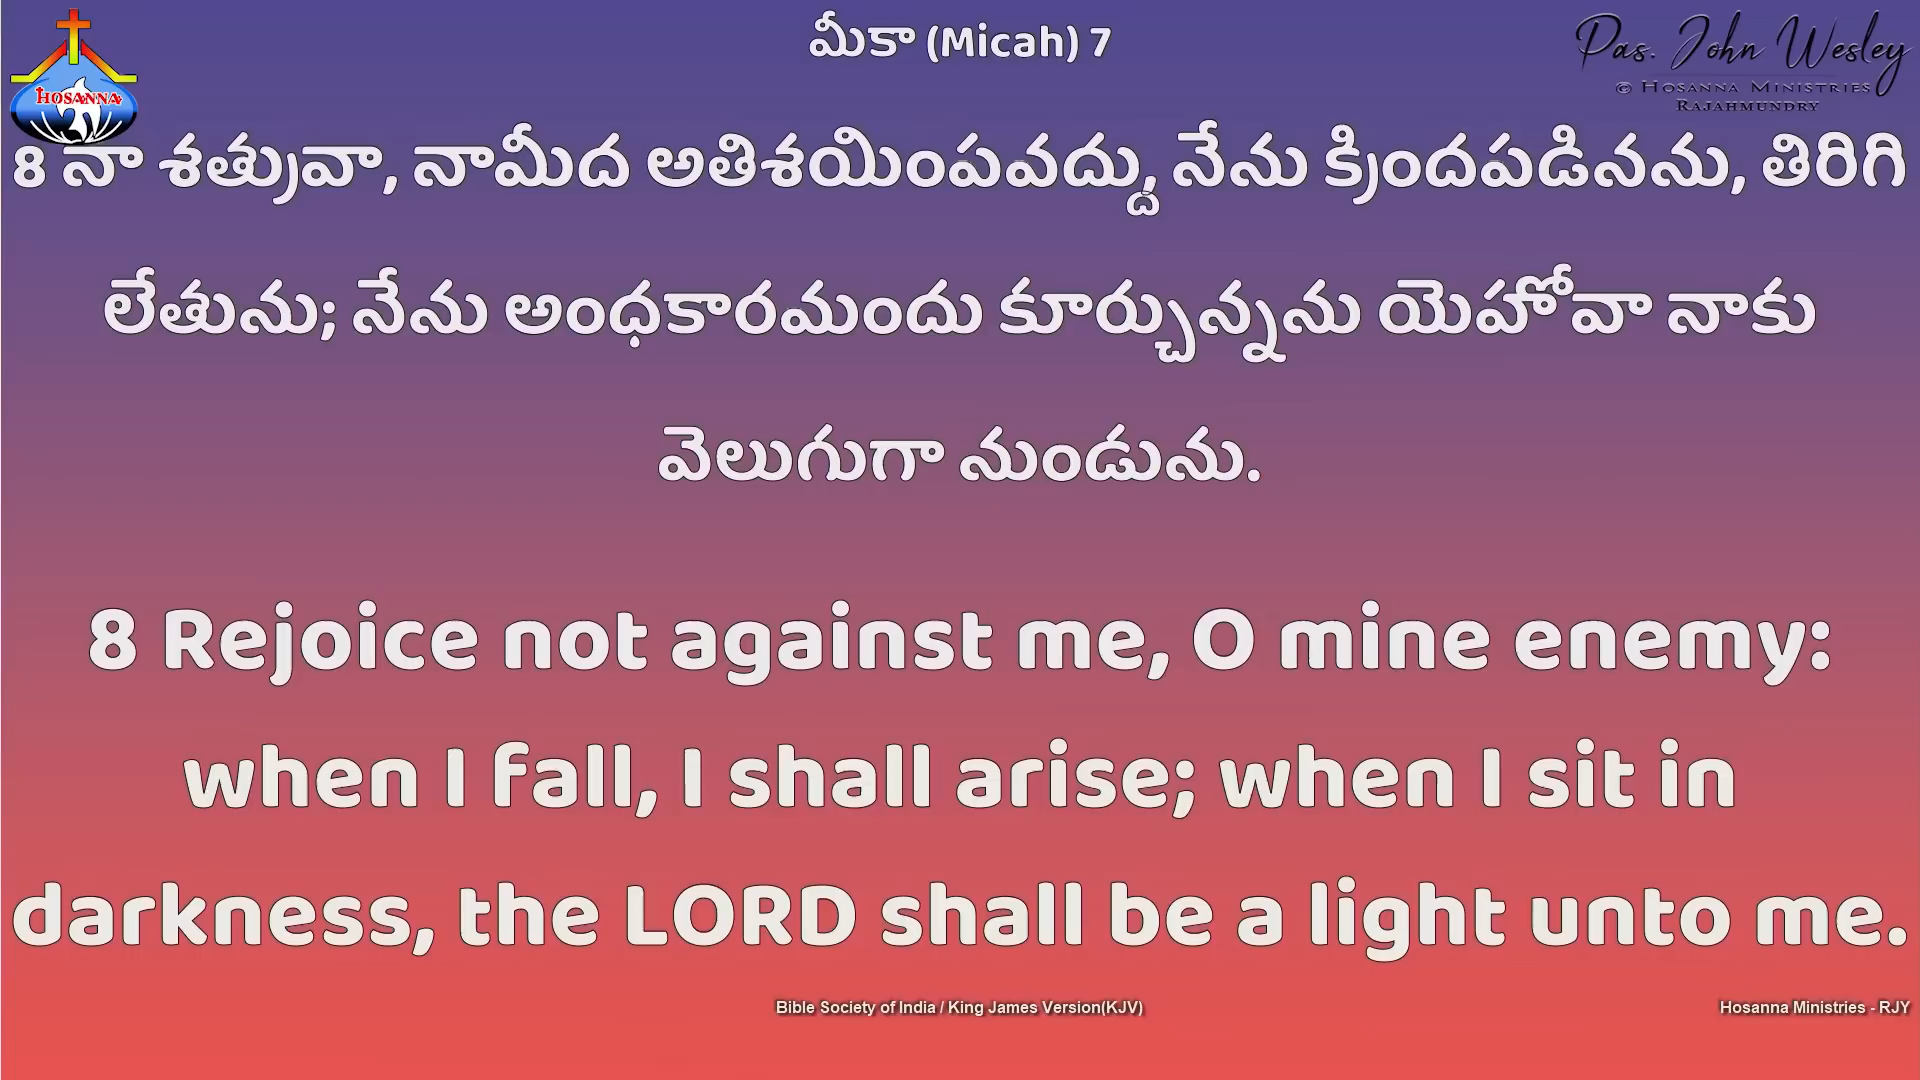 మీకా (Micah) 7
Pas. John Wesley
© HOSANNA MINISTRIES
RAJAHMUNDRY
HOSANNA
8 నా శత్రువా, నామీద అతిశయింపవద్దు, నేను క్రిందపడినను, తిరిగి
లేతును; నేను అంధకారమందు కూర్చున్నను యెహోవా నాకు
వెలుగుగా నుండును.
8 Rejoice not against me, O mine enemy:
when I fall, I shall arise; when I sit in
darkness, the LORD shall be a light unto me.
Bible Society of India / King James Version(KJV)
Hosanna Ministries - RJY